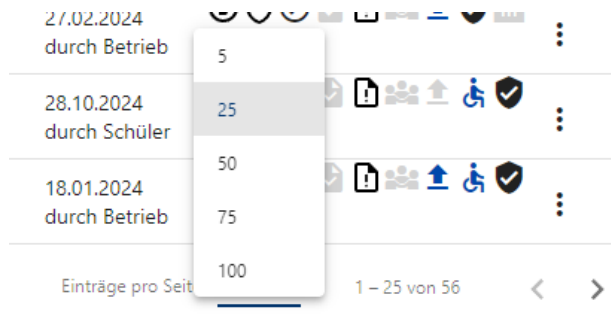 27.02.2024
durch Betrieb
28.10.2024
durch Schüler
18.01.2024
durch Betrieb
5
25
50
75
100
Einträge pro Seit
1 – 25 von 56